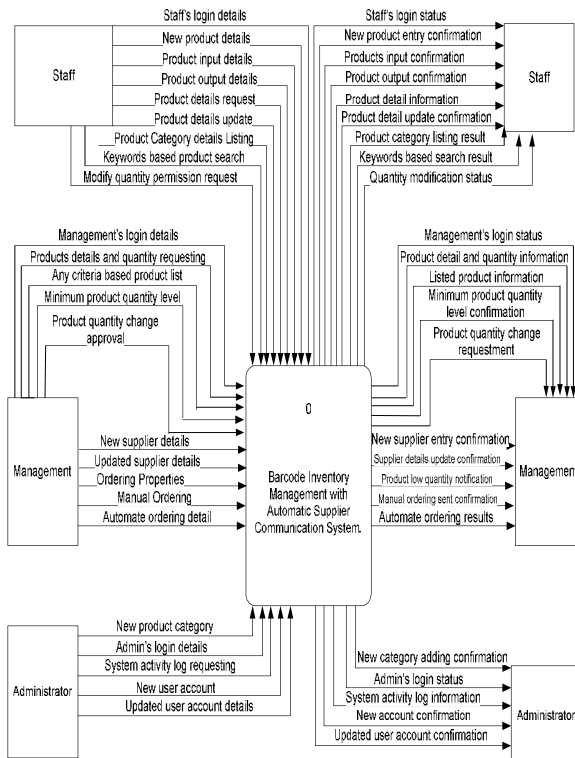 Staff's login details
New product details
Product input details
Product output details
Product details request
Product details update
Product Category details Listing
Keywords based product search
Modify quantity permission request
Staff
Staff's login status
New product entry confirmation
Products input confirmation
Product output confirmation
Product detail information
Product detail update confirmation
Product category listing result
Keywords based search result
Quantity modification status
Staff
Management's login details
Products details and quantity requesting
Any criteria based product list
Minimum product quantity level
Product quantity change
approval
Management's login status
Product detail and quantity information
Listed product information
Minimum product quantity
level confirmation
Product quantity change
requestment
0
Barcode Inventory
Management with
Automatic Supplier
Communication System.
Management
New supplier details
Updated supplier details
Ordering Properties
Manual Ordering
Automate ordering detail
New supplier entry confirmation
Supplier details update confirmation
Product low quantity notification
Manual ordering sent confirmation
Automate ordering results
Management
New product category
Admin's login details
System activity log requesting
New user account
Updated user account details
Administrator
New category adding confirmation
Admin's login status
System activity log information
New account confirmation
Updated user account confirmation
Administrator